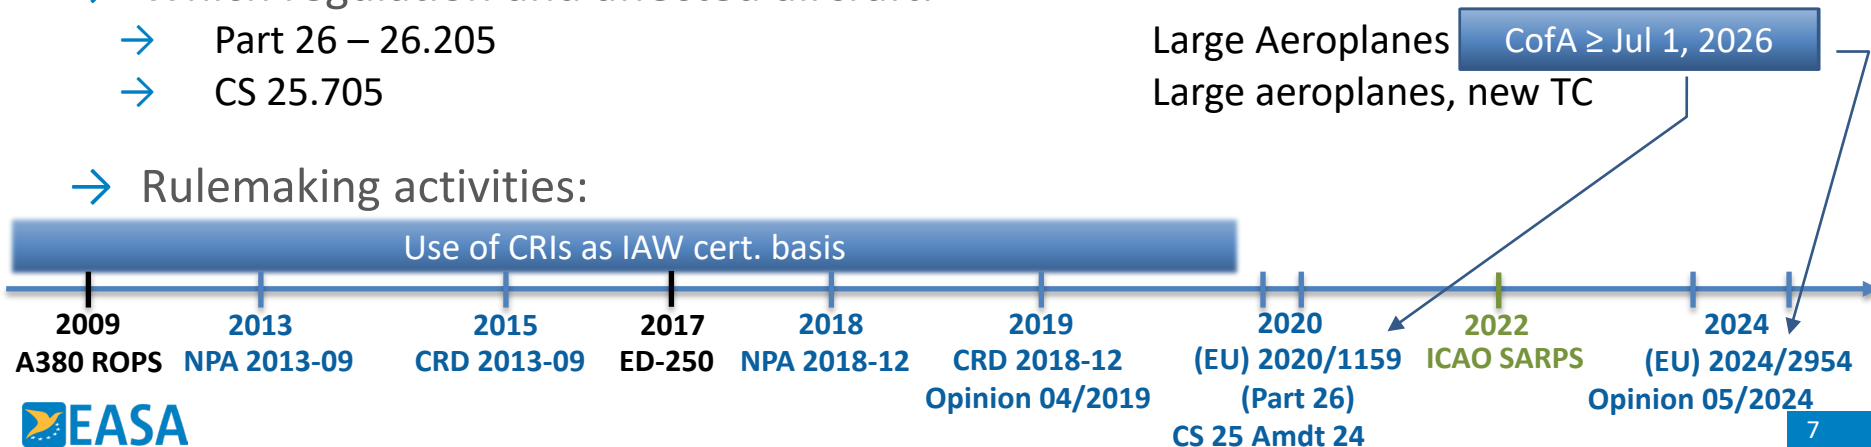 → Part 26 – 26.205 Large Aeroplanes CofA ≥ Jul 1, 2026
→ CS 25.705 Large aeroplanes, new TC
→ Rulemaking activities:
Use of CRIs as IAW cert. basis
2009 2013 2015 2017 2018 2019 2020 2022 2024
A380 ROPS NPA 2013-09 CRD 2013-09 ED-250 NPA 2018-12 CRD 2018-12 (EU) 2020/1159 ICAO SARPS (EU) 2024/2954
Opinion 04/2019 (Part 26) Opinion 05/2024
CS 25 Amdt 24
EASA
7